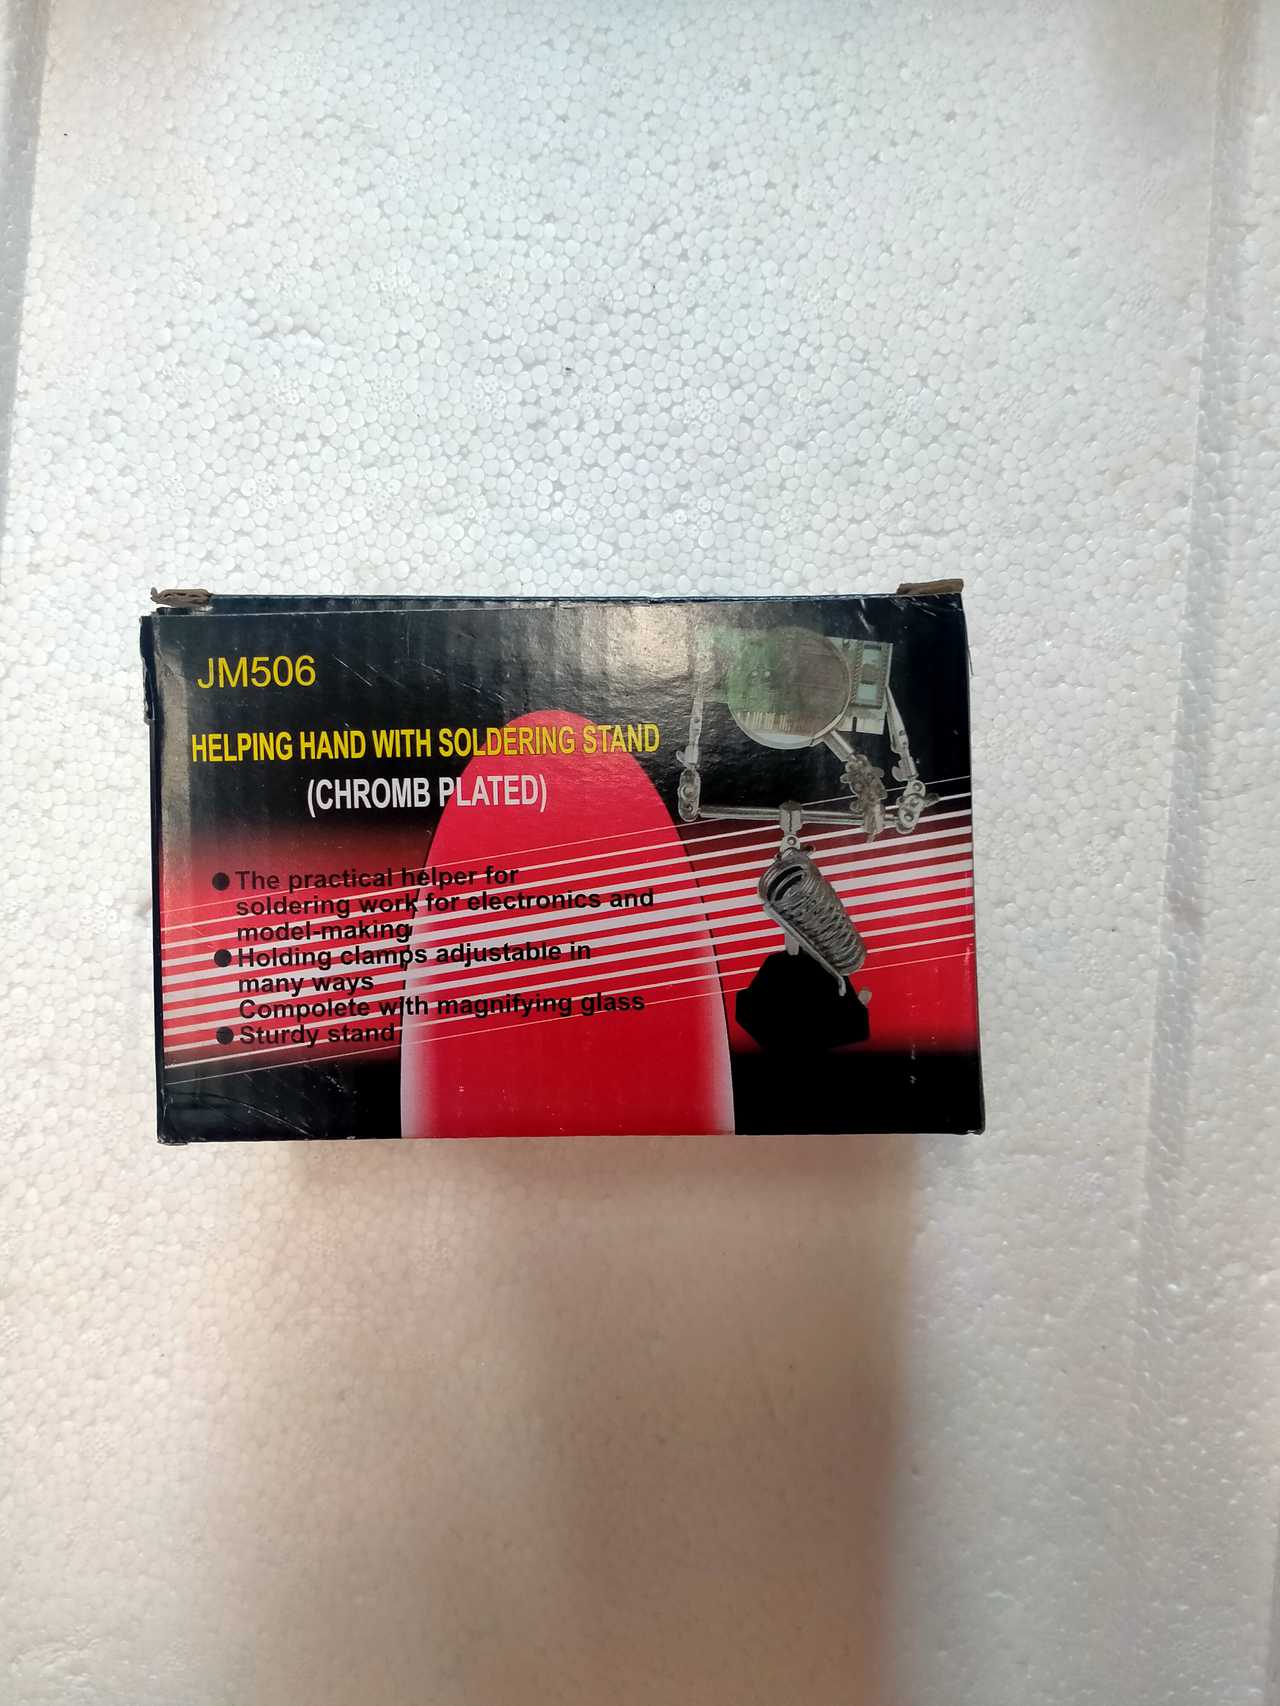 JM506
HELPING HAND WITH SOLDERING STAND
(CHROMB PLATED)
● The practical helper for
soldering work for electronics and
model-making
● Holding clamps adjustable in
many ways
Compolete with magnifying glass
● Sturdy stand